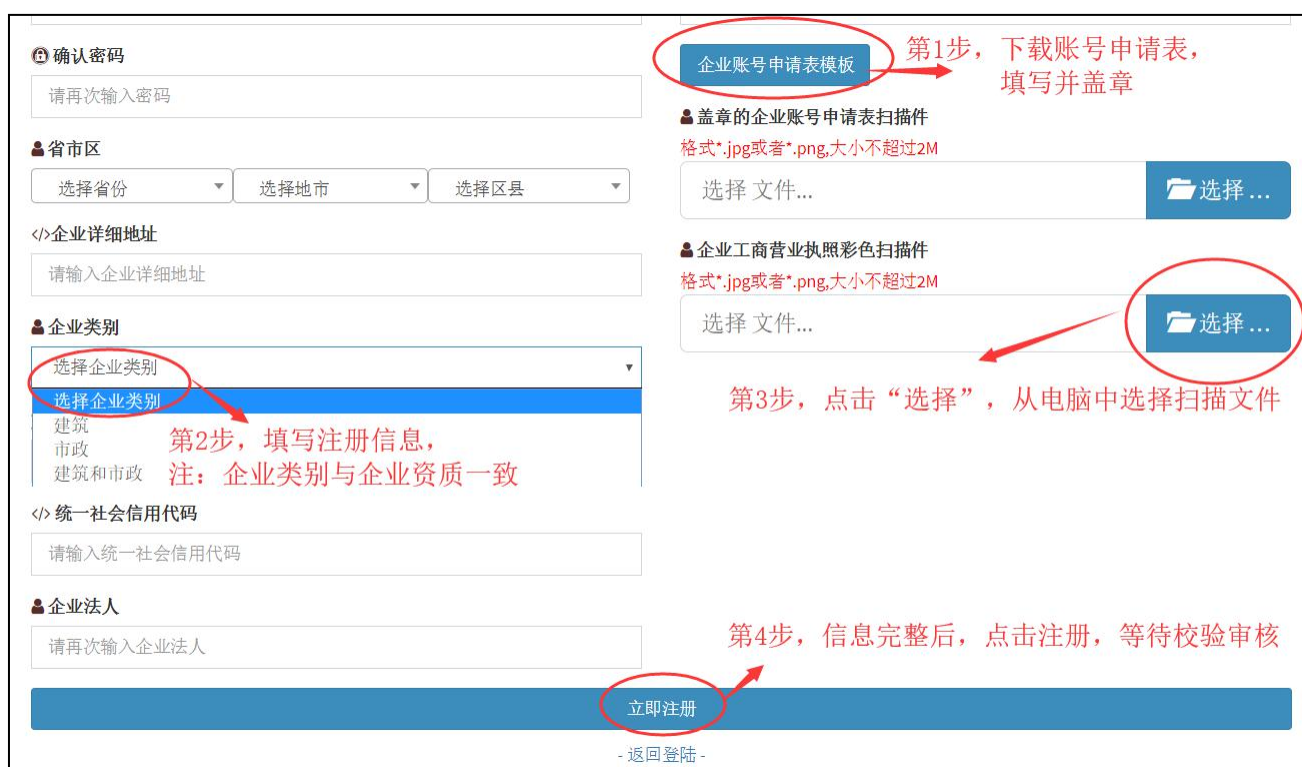 确认密码
请再次输入密码
省市区
选择省份 选择地市 选择区县
</>企业详细地址
请输入企业详细地址
企业类别
选择企业类别
选择企业类别
建筑
市政
建筑和市政
第2步，填写注册信息，
注：企业类别与企业资质一致
</> 统一社会信用代码
请输入统一社会信用代码
企业法人
请再次输入企业法人
企业账号申请表模板
第1步，下载账号申请表，
填写并盖章
盖章的企业账号申请表扫描件
格式*.jpg或者*.png,大小不超过2M
选择 文件... 选择 ...
企业工商营业执照彩色扫描件
格式*.jpg或者*.png,大小不超过2M
选择 文件... 选择 ...
第3步，点击“选择”，从电脑中选择扫描文件
第4步，信息完整后，点击注册，等待校验审核
立即注册
- 返回登陆 -